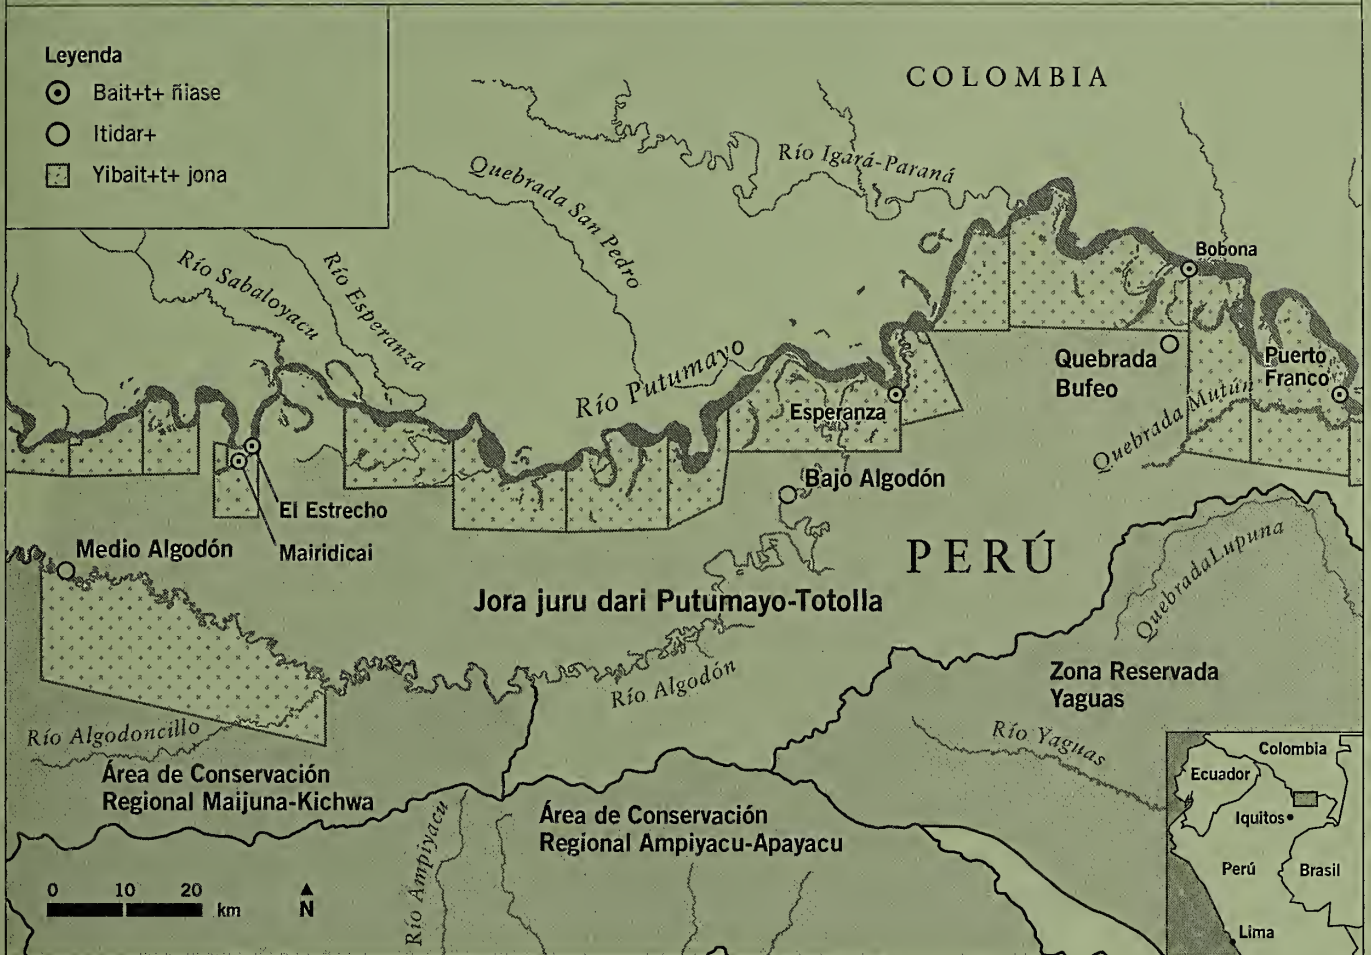 Leyenda
Bait+t+ ñiase
Itidar+
Yibait+t+ jona
COLOMBIA
Río Igará-Paraná
Quebrada San Pedro
Río Sabaloyacu
Río Esperanza
Río Putumayo
Bobona
Quebrada
Bufeo
Puerto
Franco
Quebrada Mutún
Esperanza
Bajo Algodón
El Estrecho
Mairidicai
Medio Algodón
PERÚ
Jora juru dari Putumayo-Totolla
Quebrada Lupuna
Río Algodón
Zona Reservada
Yaguas
Río Yaguas
Río Algodoncillo
Área de Conservación
Regional Maijuna-Kichwa
Área de Conservación
Regional Ampiyacu-Apayacu
Río Ampiyacu
0 10 20
km
N
Colombia
Ecuador
Iquitos
Perú
Brasil
Lima